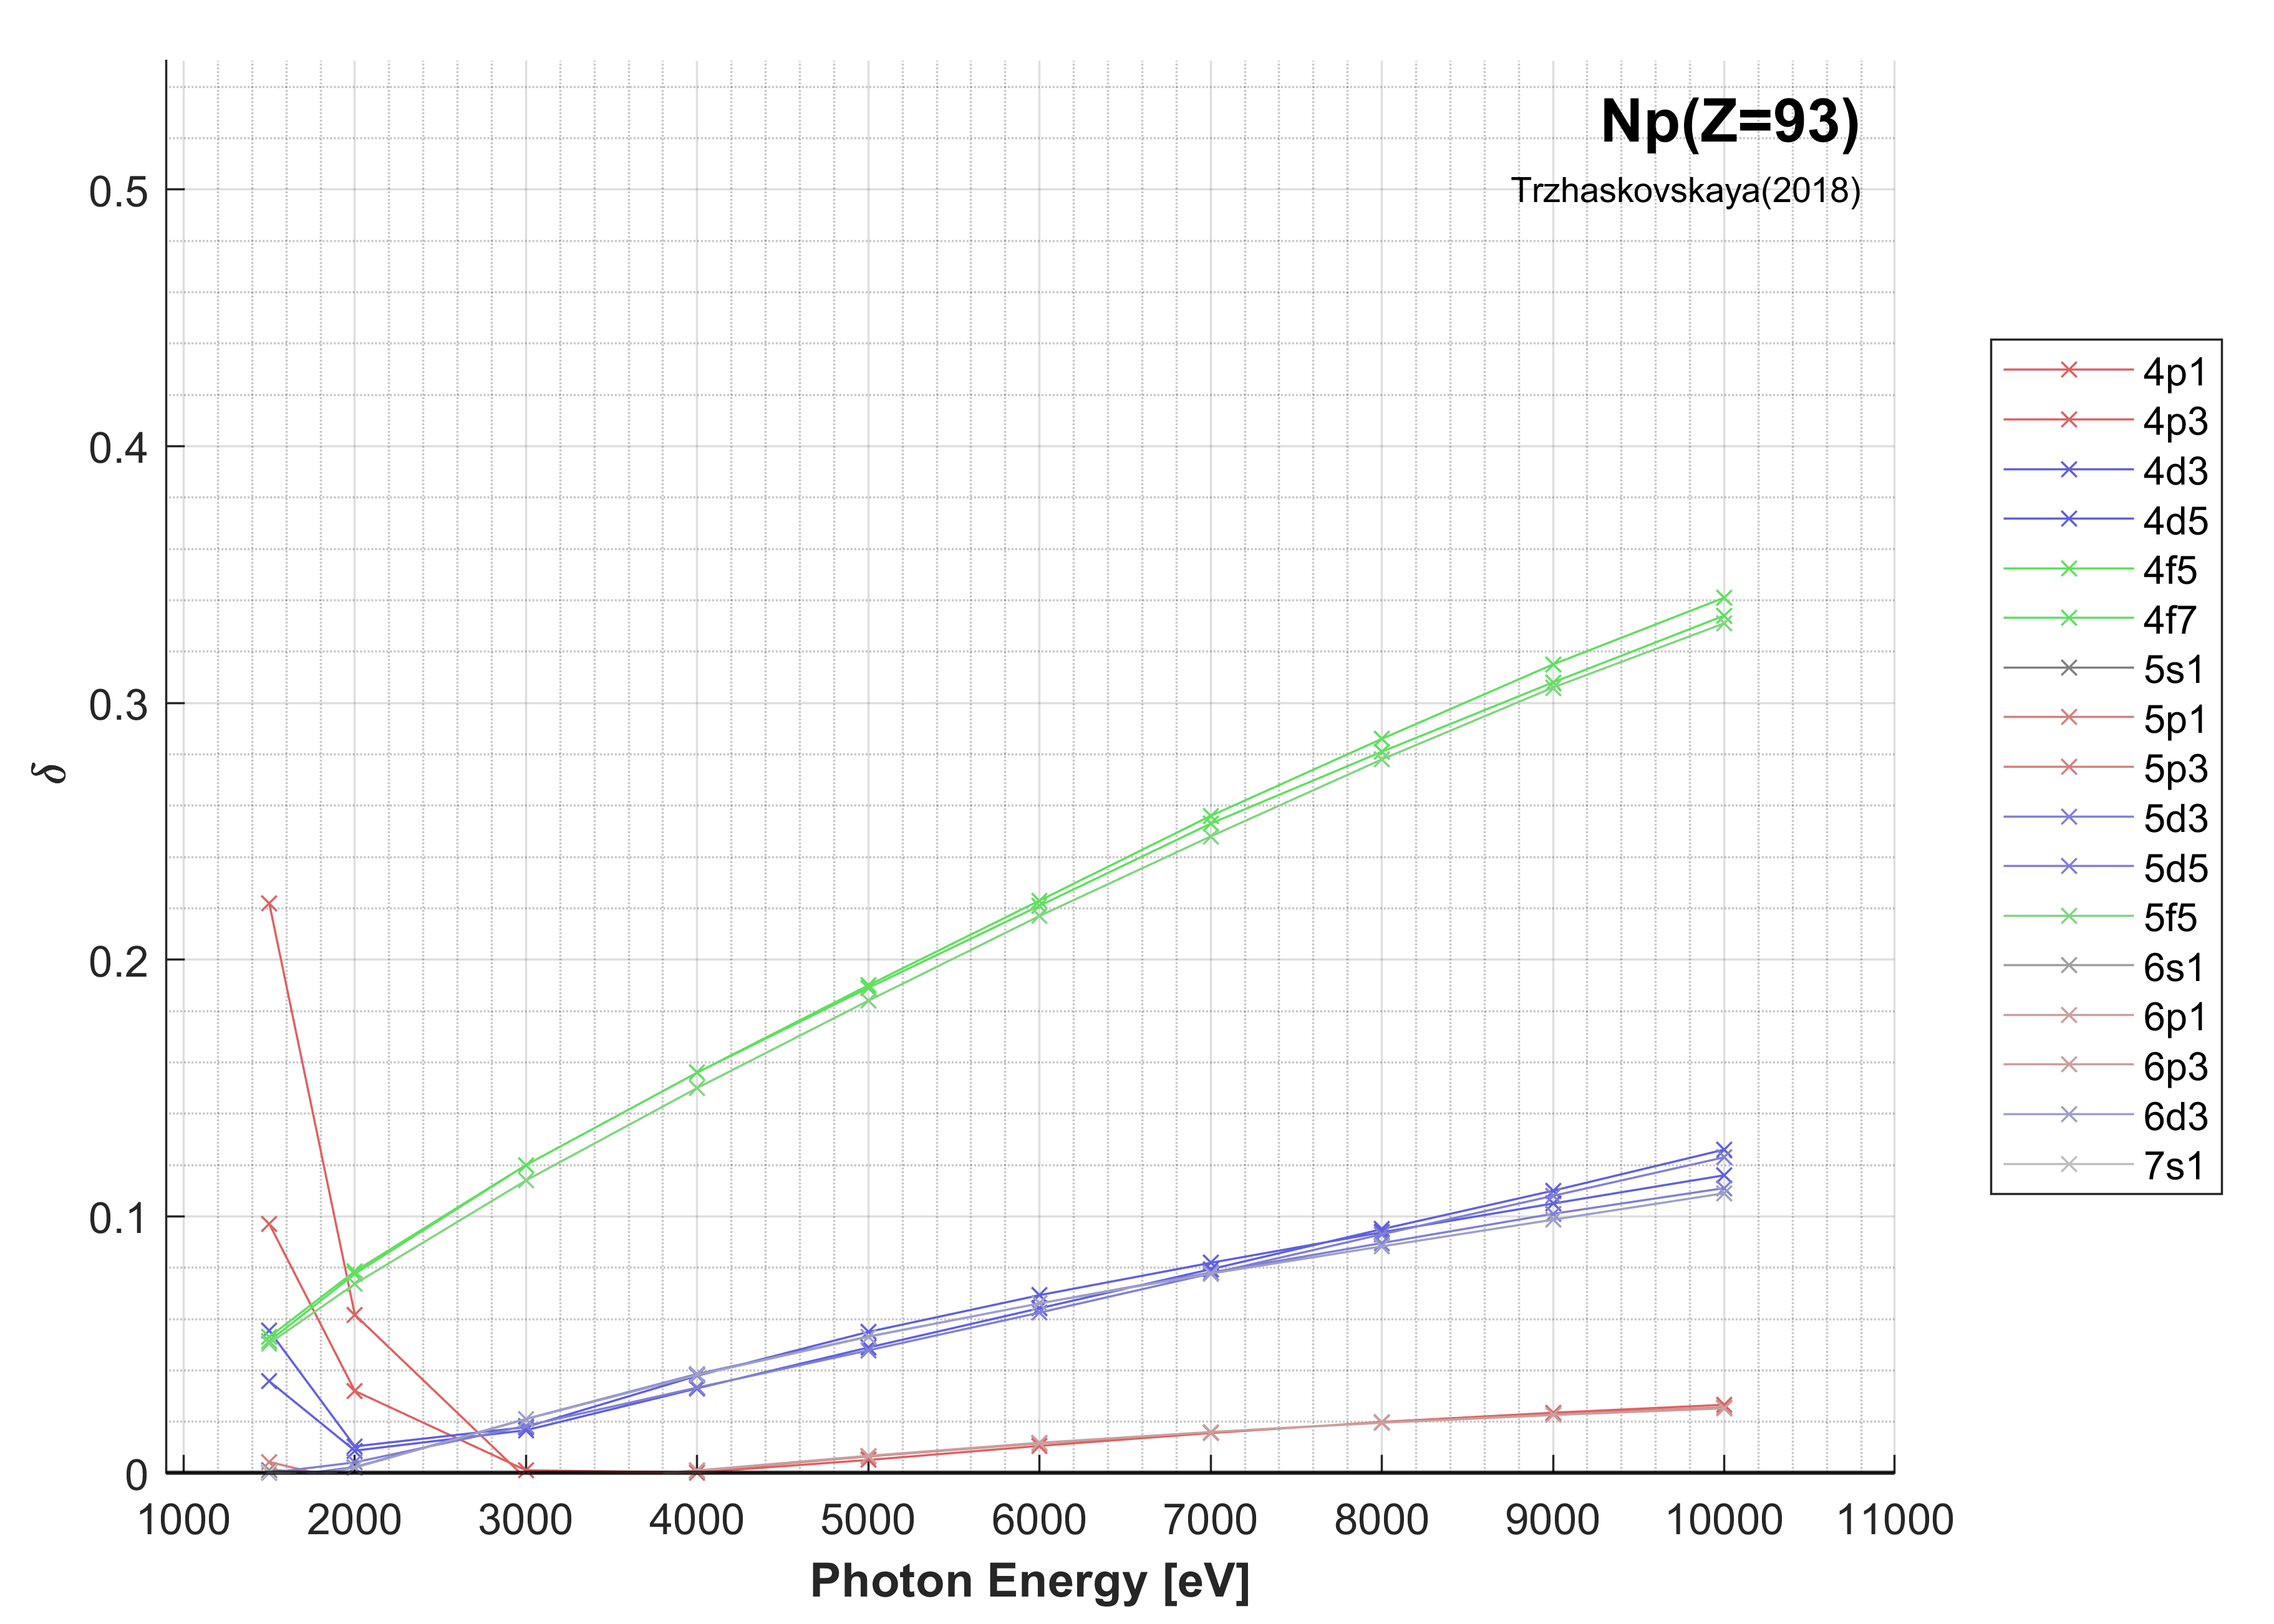 Np(Z=93)
Trzhaskovskaya(2018)
0.5
0.4
0.3
0.2
0.1
0
δ
1000 2000 3000 4000 5000 6000 7000 8000 9000 10000 11000
Photon Energy [eV]
4p1
4p3
4d3
4d5
4f5
4f7
5s1
5p1
5p3
5d3
5d5
5f5
6s1
6p1
6p3
6d3
7s1